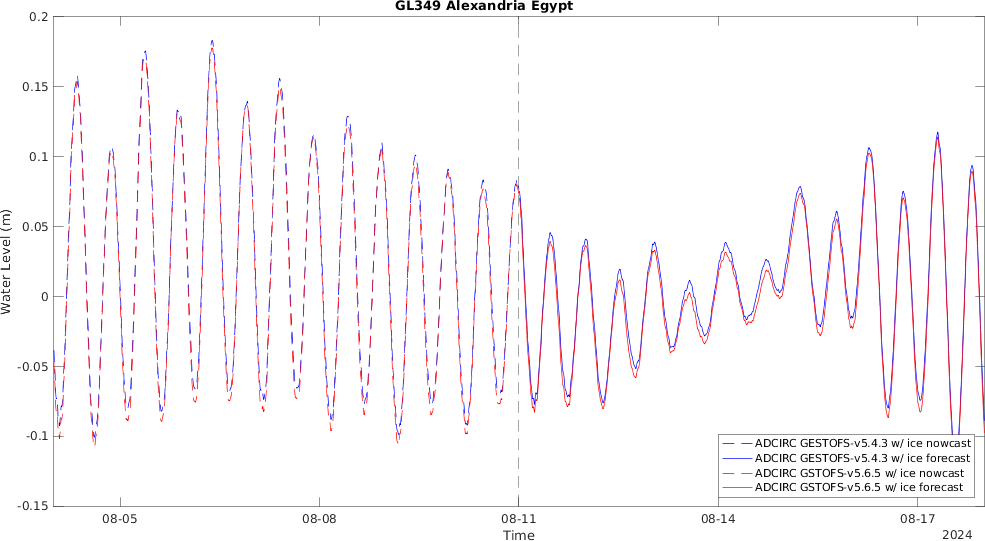 GL349 Alexandria Egypt
0.2
0.15
0.1
0.05
0
-0.05
-0.1
-0.15
Water Level (m)
ADCIRC GESTOFS-v5.4.3 w/ ice nowcast
ADCIRC GESTOFS-v5.4.3 w/ ice forecast
ADCIRC GSTOFS-v5.6.5 w/ ice nowcast
ADCIRC GSTOFS-v5.6.5 w/ ice forecast
08-05 08-08 08-11 08-14 08-17
Time 2024